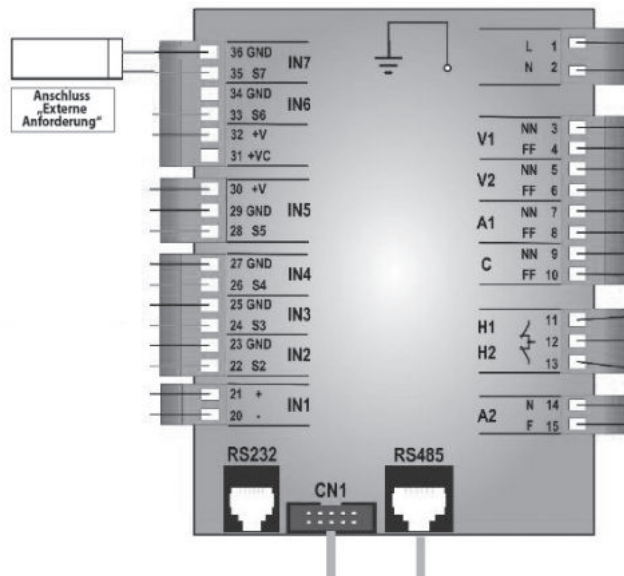 Anschluss
„Externe
Anforderung“
36 GND
35 S7
IN7
34 GND
33 S6
IN6
32 +V
31 +VC
30 +V
29 GND
28 S5
IN5
27 GND
26 S4
IN4
25 GND
24 S3
IN3
23 GND
22 S2
IN2
21 +
20 -
IN1
L 1
N 2
V1
NN 3
FF 4
V2
NN 5
FF 6
A1
NN 7
FF 8
C
NN 9
FF 10
H1
H2
11
12
13
A2
N 14
F 15
RS232
CN1
RS485